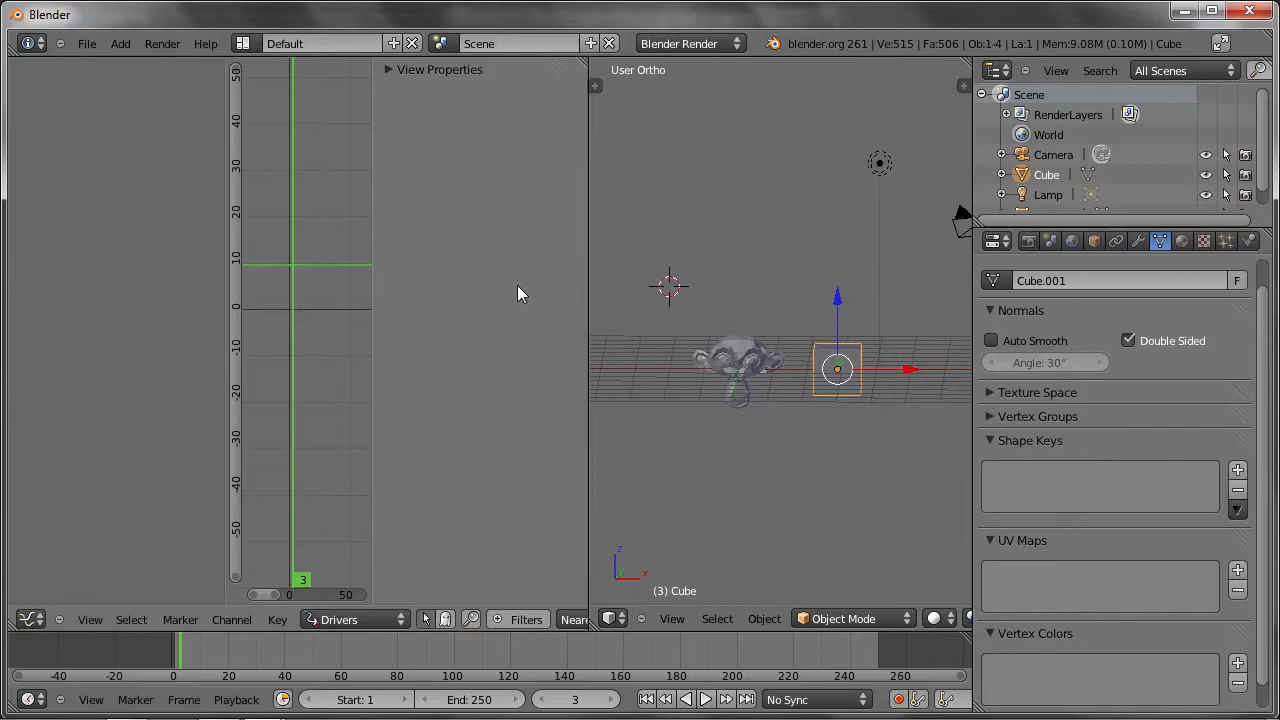 Blender
File Add Render Help Default Scene Blender Render blender.org 261 | Ve:515 | Fa:506 | Ob:1-4 | La:1 | Mem:9.08M (0.10M) | Cube
50
40
30
20
10
0
-10
-20
-30
-40
-50
3
0 50
View Properties
User Ortho
z
y x
(3) Cube
View Search All Scenes
Scene
RenderLayers
World
Camera
Cube
Lamp
Cube.001 F
Normals
Auto Smooth Double Sided
Angle: 30°
Texture Space
Vertex Groups
Shape Keys
UV Maps
Vertex Colors
View Select Marker Channel Key Drivers Filters Neare
View Select Object Object Mode
-40 -20 0 20 40 60 80 100 120 140 160 180 200 220 240 260
View Marker Frame Playback Start: 1 End: 250 3 No Sync